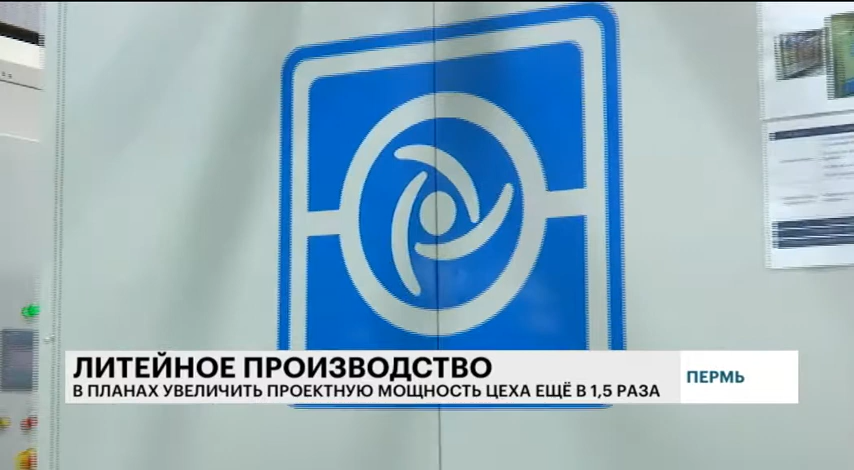 ЛИТЕЙНОЕ ПРОИЗВОДСТВО
В ПЛАНАХ УВЕЛИЧИТЬ ПРОЕКТНУЮ МОЩНОСТЬ ЦЕХА ЕЩЁ В 1,5 РАЗА
ПЕРМЬ